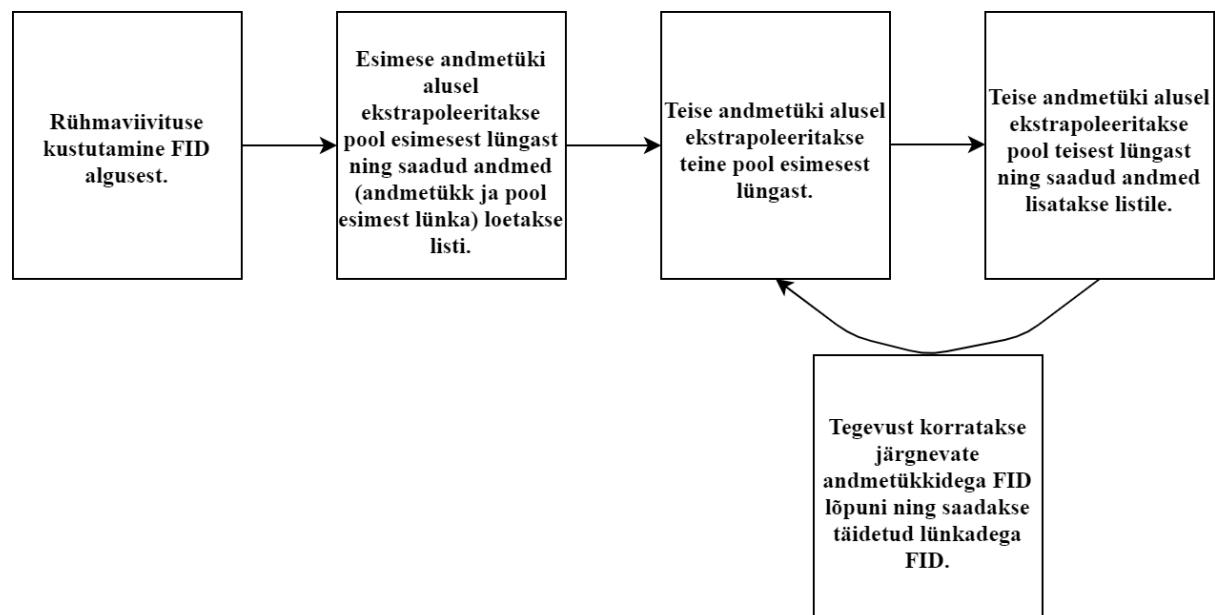 Rühmaviivituse
kustutamine FID
algusest.
Esimese andmetüki
alusel
ekstrapoleeritakse
pool esimesest lüngast
ning saadud andmed
(andmetükk ja pool
esimest lünka) loetakse
listi.
Teise andmetüki alusel
ekstrapoleeritakse
teine pool esimesest
lüngast.
Teise andmetüki alusel
ekstrapoleeritakse
pool teisest lüngast
ning saadud andmed
lisatakse listile.
Tegevust korratakse
järgnevate
andmetükkidega FID
lõpuni ning saadakse
täidetud lünkadega
FID.